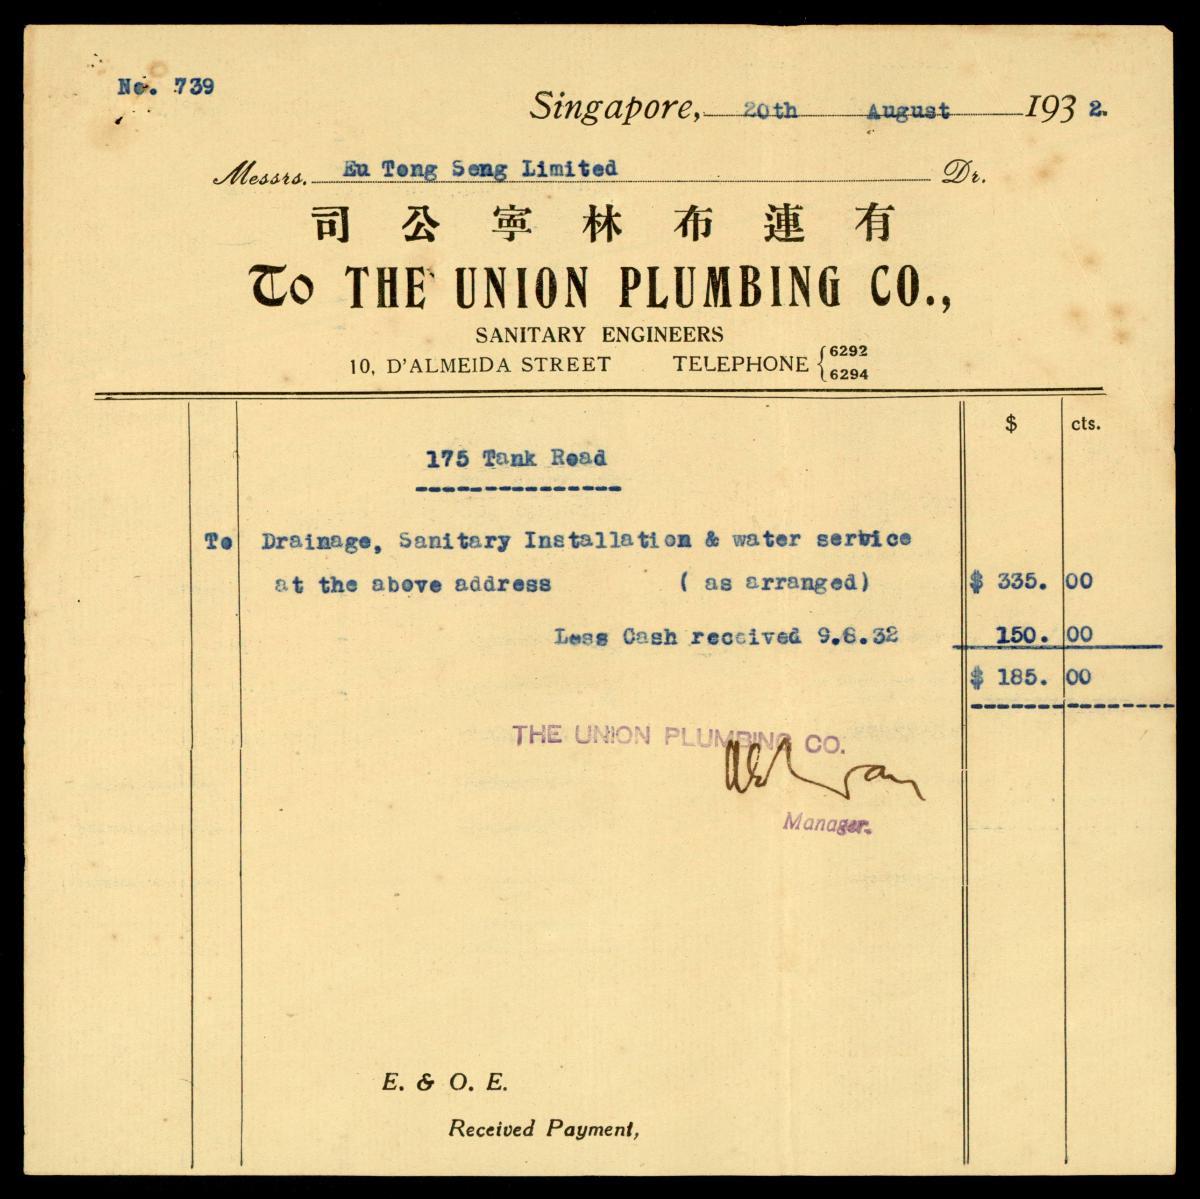 No. 739
Singapore, 20th August 1932.
Messrs. Eu Tong Seng Limited Dr.
司公寧林布連有
To THE UNION PLUMBING CO.,
SANITARY ENGINEERS
10, D'ALMEIDA STREET TELEPHONE { 6292
6294
$ cts.
175 Tank Road
To Drainage, Sanitary Installation & water service
at the above address ( as arranged) $ 335. 00
Less Cash received 9.8.32 150. 00
$ 185. 00
THE UNION PLUMBING CO.
Manager.
E. & O. E.
Received Payment,